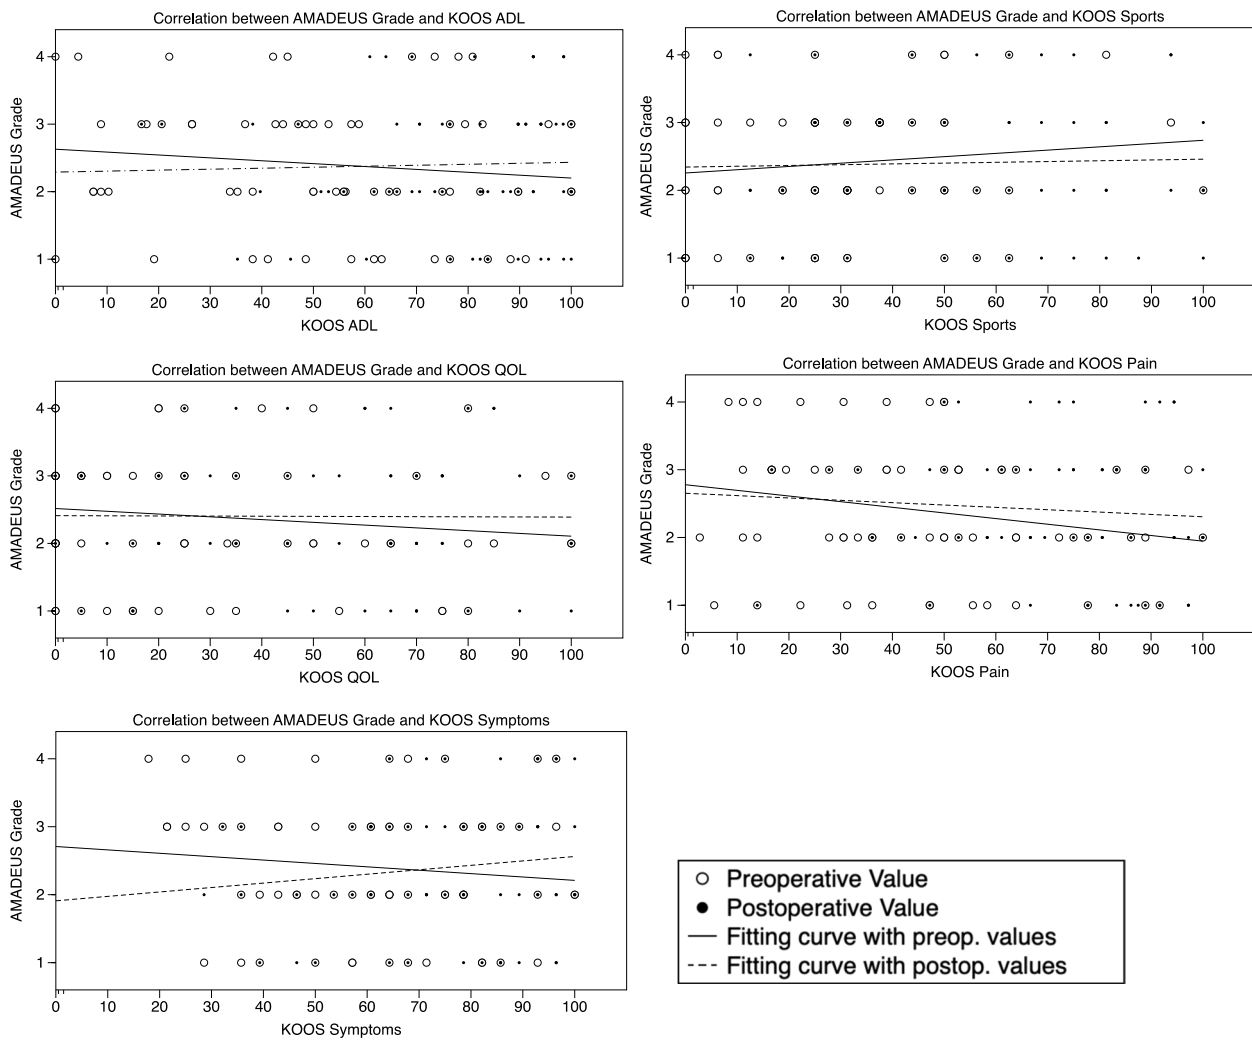 Correlation between AMADEUS Grade and KOOS ADL
AMADEUS Grade
4
3
2
1
0 10 20 30 40 50 60 70 80 90 100
KOOS ADL
Correlation between AMADEUS Grade and KOOS Sports
AMADEUS Grade
4
3
2
1
0 10 20 30 40 50 60 70 80 90 100
KOOS Sports
Correlation between AMADEUS Grade and KOOS QOL
AMADEUS Grade
4
3
2
1
0 10 20 30 40 50 60 70 80 90 100
KOOS QOL
Correlation between AMADEUS Grade and KOOS Pain
AMADEUS Grade
4
3
2
1
0 10 20 30 40 50 60 70 80 90 100
KOOS Pain
Correlation between AMADEUS Grade and KOOS Symptoms
AMADEUS Grade
4
3
2
1
0 10 20 30 40 50 60 70 80 90 100
KOOS Symptoms
Preoperative Value
Postoperative Value
Fitting curve with preop. values
Fitting curve with postop. values